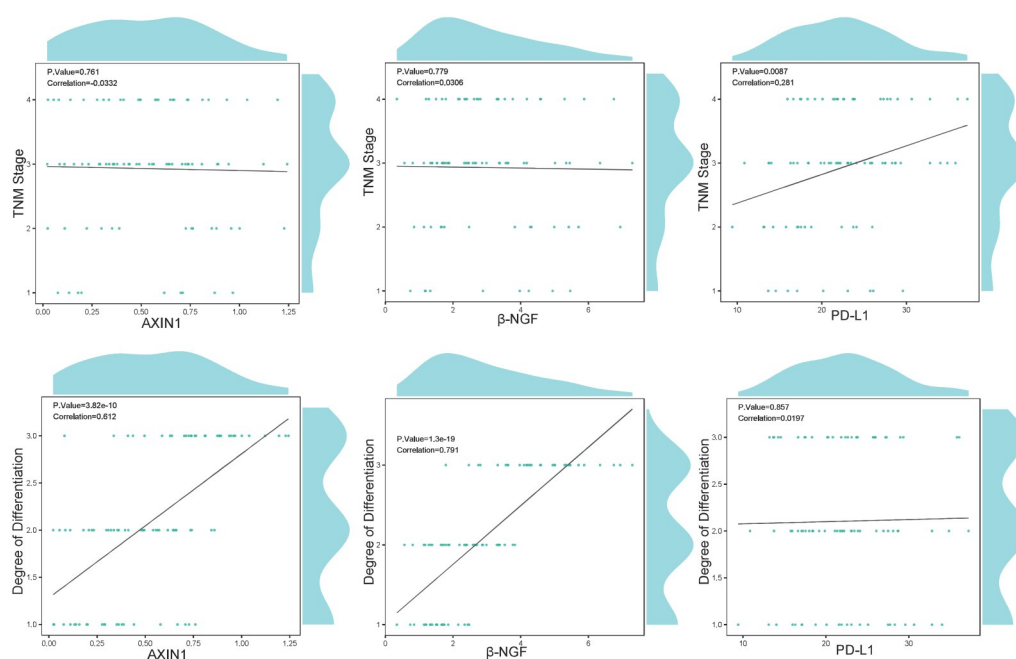 P.Value=0.761
Correlation=-0.0332
TNM Stage
4
3
2
1
0,00
0,25
0,50
0,75
1,00
1,25
AXIN1
P.Value=0.779
Correlation=0.0306
TNM Stage
4
3
2
1
0
2
4
6
β-NGF
P.Value=0.0087
Correlation=0.281
TNM Stage
4
3
2
1
10
20
30
PD-L1
P.Value=3.82e-10
Correlation=0.612
Degree of Differentiation
3.0
2.5
2.0
1.5
1.0
0,00
0,25
0,50
0,75
1,00
1,25
AXIN1
P.Value=1.3e-19
Correlation=0.791
Degree of Differentiation
3
2
1
0
2
4
6
β-NGF
P.Value=0.857
Correlation=0.0197
Degree of Differentiation
3.0
2.5
2.0
1.5
1.0
10
20
30
PD-L1